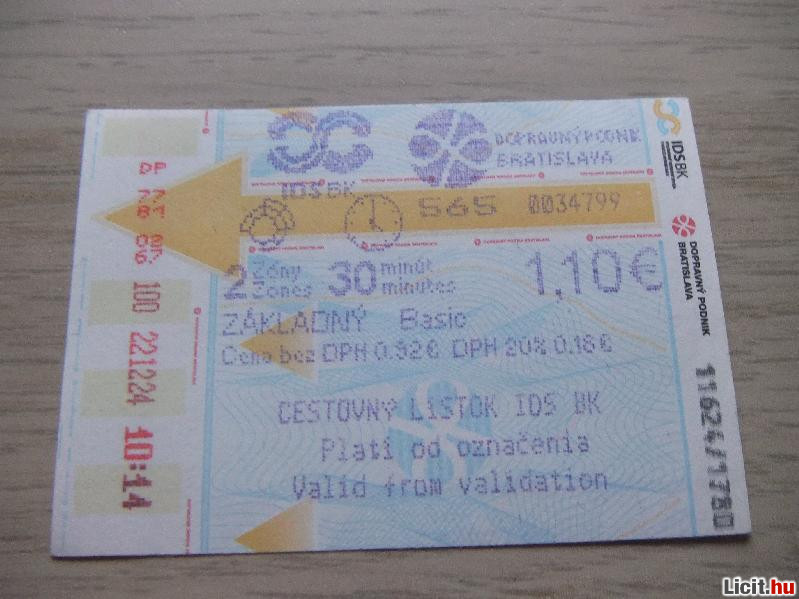 DOPRAVNÝ PODNIK
BRATISLAVA
IDS BK
565 0034799
2 Zóny Zones 30 minút minutes 1,10€
ZÁKLADNÝ Basic
Cena bez DPH 0.92€ DPH 20% 0.18€
CESTOVNÝ LÍSTOK IDS BK
Platí od označenia
Valid from validation
100 221224 10:14
IDS BK
DOPRAVNÝ PODNIK
BRATISLAVA
11624/1780
Licit.hu